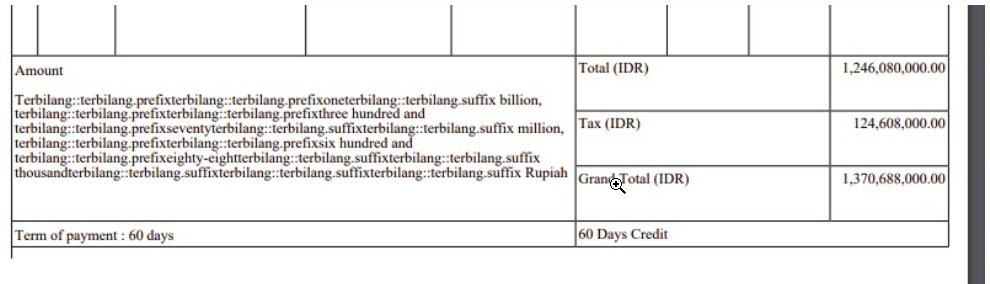 Amount
Total (IDR)
1,246,080,000.00
Terbilang::terbilang.prefixterbilang::terbilang.prefixoneterbilang::terbilang.suffix billion,
terbilang::terbilang.prefixterbilang::terbilang.prefixthree hundred and
terbilang::terbilang.prefixseventyterbilang::terbilang.suffixterbilang::terbilang.suffix million,
terbilang::terbilang.prefixterbilang::terbilang.prefixsix hundred and
terbilang::terbilang.prefixeighty-eightterbilang::terbilang.suffixterbilang::terbilang.suffix
thousandterbilang::terbilang.suffixterbilang::terbilang.suffixterbilang::terbilang.suffix Rupiah
Tax (IDR)
124,608,000.00
Grand Total (IDR)
1,370,688,000.00
Term of payment : 60 days
60 Days Credit